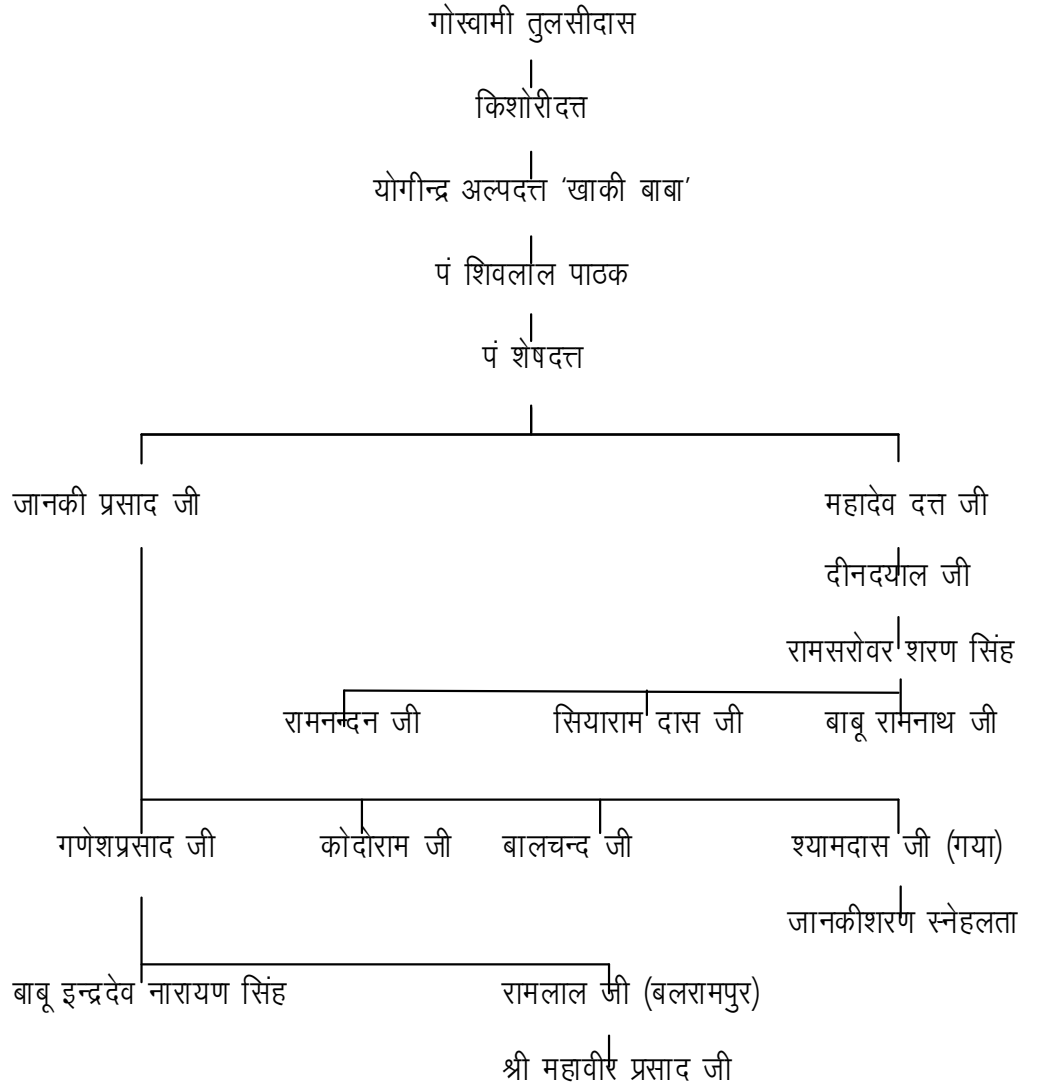 गोस्वामी तुलसीदास
किशोरीदत्त
योगीन्द्र अल्पदत्त 'खाकी बाबा'
पं शिवलाल पाठक
पं शेषदत्त
जानकी प्रसाद जी महादेव दत्त जी
दीनदयाल जी
रामसरोवर शरण सिंह
रामनन्दन जी सियाराम दास जी बाबू रामनाथ जी
गणेशप्रसाद जी कोदोराम जी बालचन्द जी श्यामदास जी (गया)
जानकीशरण स्नेहलता
बाबू इन्द्रदेव नारायण सिंह रामलाल जी (बलरामपुर)
श्री महावीर प्रसाद जी